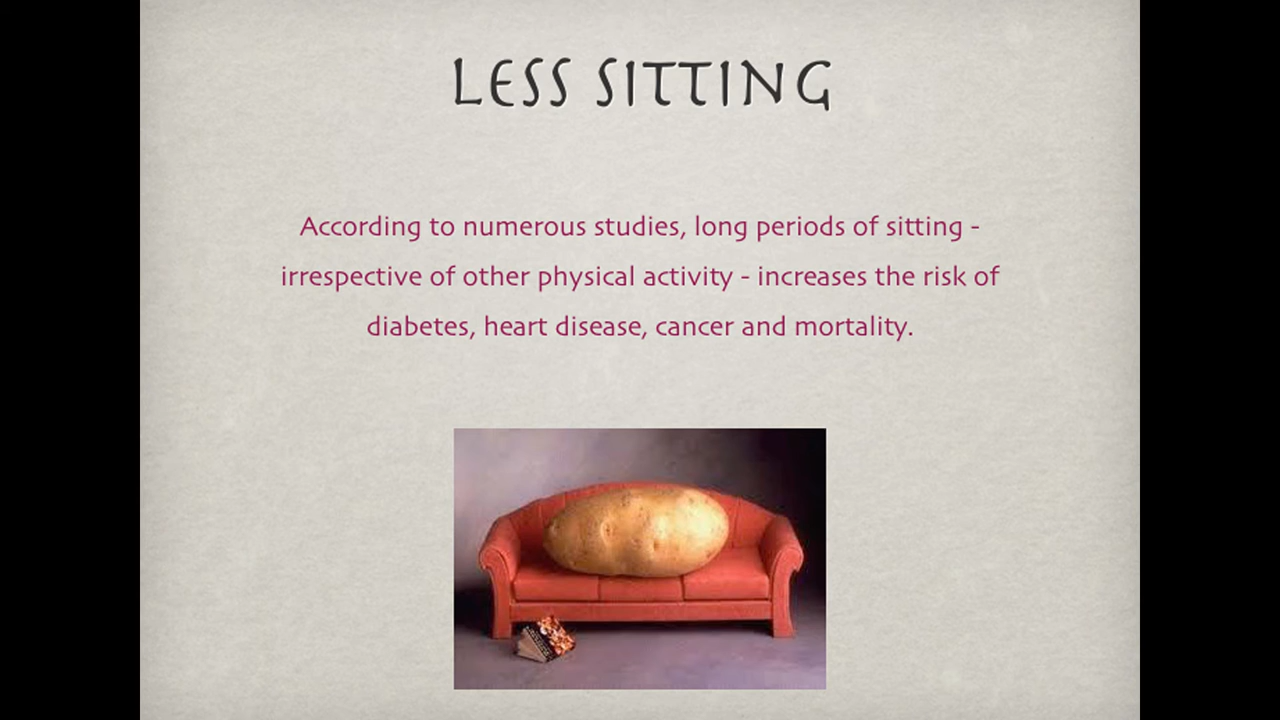 LESS SITTING
According to numerous studies, long periods of sitting -
irrespective of other physical activity - increases the risk of
diabetes, heart disease, cancer and mortality.